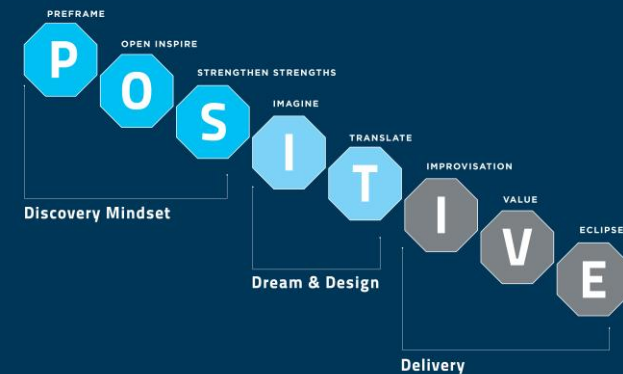 PREFRAME
P
OPEN INSPIRE
O
STRENGTHEN STRENGTHS
S
IMAGINE
I
TRANSLATE
T
IMPROVISATION
I
VALUE
V
ECLIPSE
E
Discovery Mindset
Dream & Design
Delivery